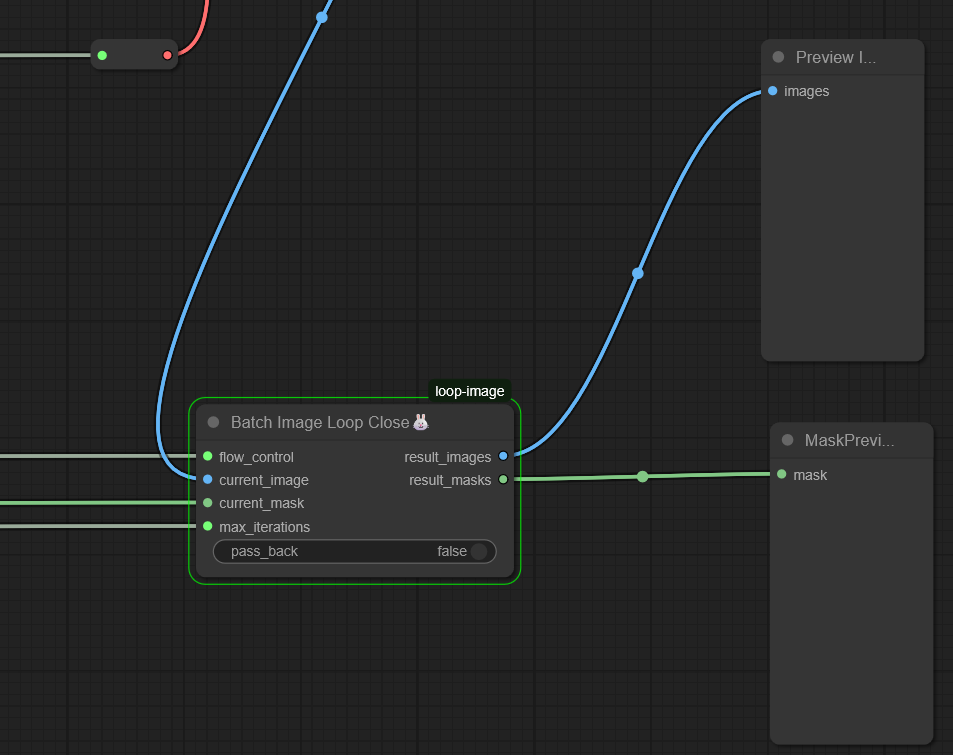 Preview I...
images
loop-image
Batch Image Loop Close🐰
flow_control
result_images
current_image
result_masks
current_mask
max_iterations
pass_back
false
MaskPrevi...
mask